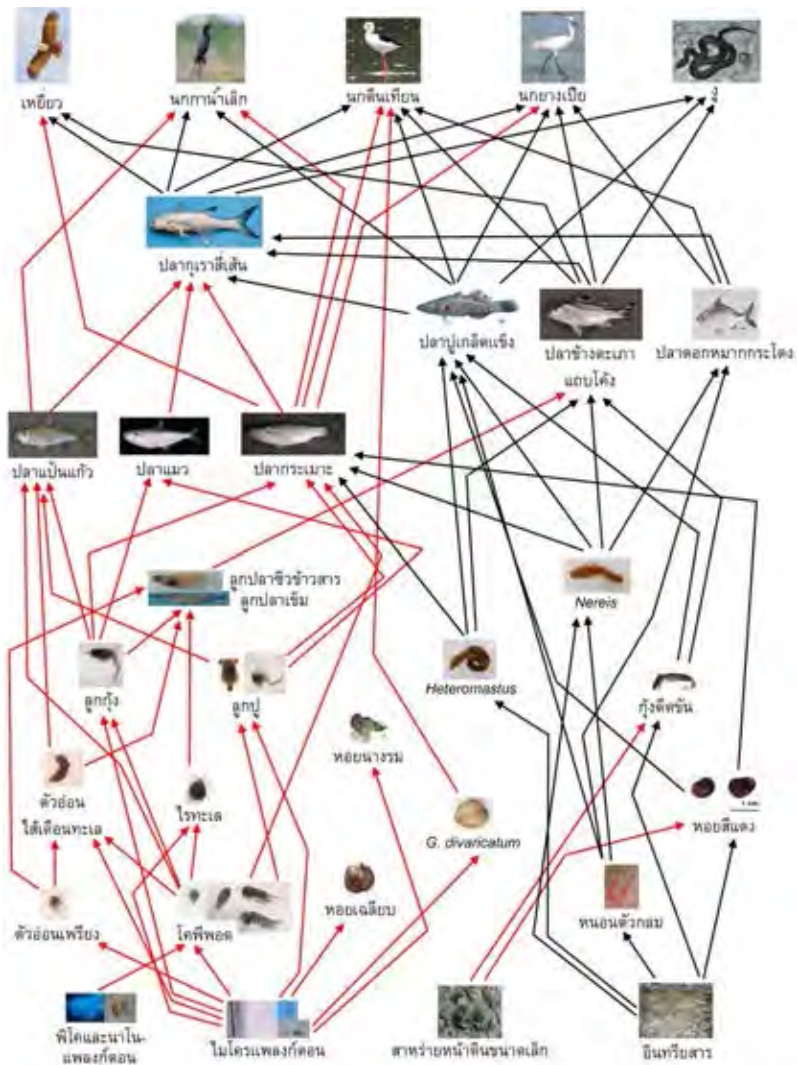 เหยี่ยว
นกกาน้ำเล็ก
นกตีนเทียน
นกยางเปีย
งู
ปลากุเราสี่เส้น
ปลาบู่เกล็ดแข็ง
ปลาข้างตะเภา
แถบโค้ง
ปลาดอกหมากกระโดง
ปลาแป้นแก้ว
ปลาแมว
ปลากระเมาะ
ลูกปลาซิวข้าวสาร
ลูกปลาเข็ม
Nereis
ลูกกุ้ง
ลูกปู
Heteromastus
กุ้งดีดขัน
หอยนางรม
ตัวอ่อน
ไส้เดือนทะเล
ไรทะเล
G. divaricatum
หอยสีแดง
ตัวอ่อนเพรียง
โคพีพอด
หอยเฉลียบ
หนอนตัวกลม
พิโคและนาโน-
แพลงก์ตอน
ไมโครแพลงก์ตอน
สาหร่ายหน้าดินขนาดเล็ก
อินทรียสาร